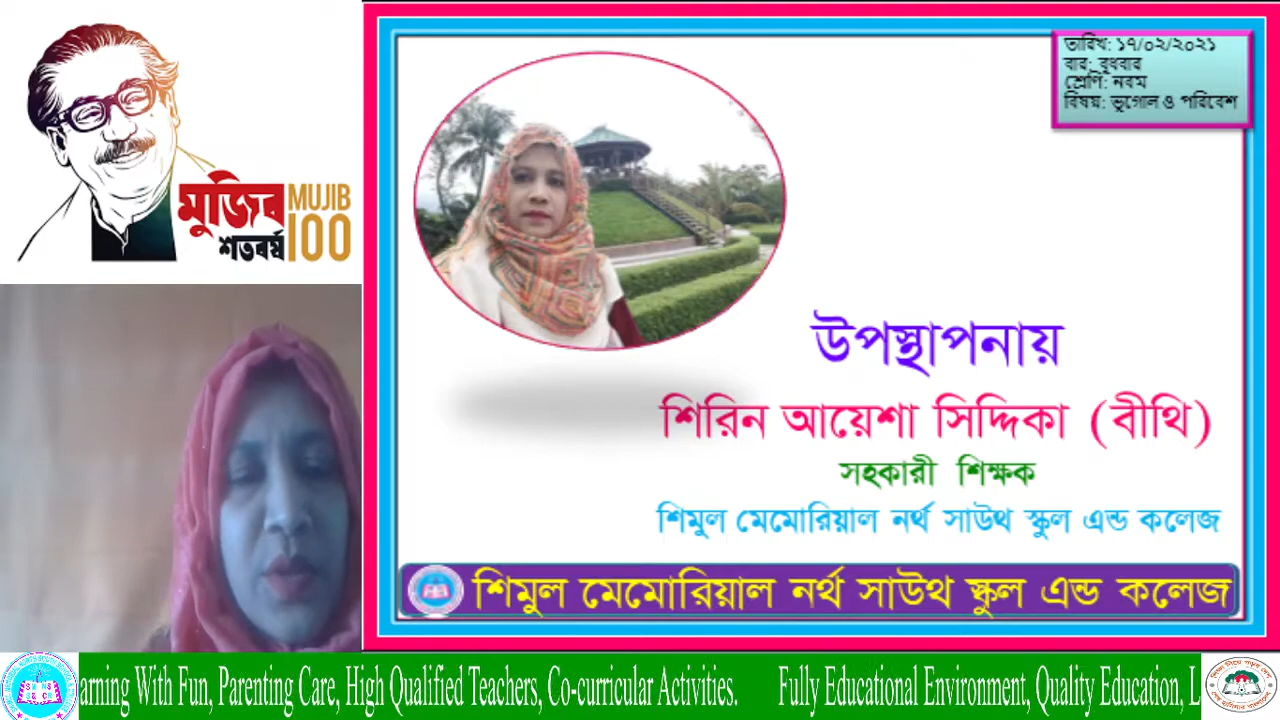 মুজিব
শতবর্ষ
MUJIB
100
তারিখ: ১৭/০২/২০২১
বার: বুধবার
শ্রেণি: নবম
বিষয়: ভূগোল ও পরিবেশ
উপস্থাপনায়
শিরিন আয়েশা সিদ্দিকা (বীথি)
সহকারী শিক্ষক
শিমুল মেমোরিয়াল নর্থ সাউথ স্কুল এন্ড কলেজ
শিমুল মেমোরিয়াল নর্থ সাউথ স্কুল এন্ড কলেজ
arning With Fun, Parenting Care, High Qualified Teachers, Co-curricular Activities. Fully Educational Environment, Quality Education, L